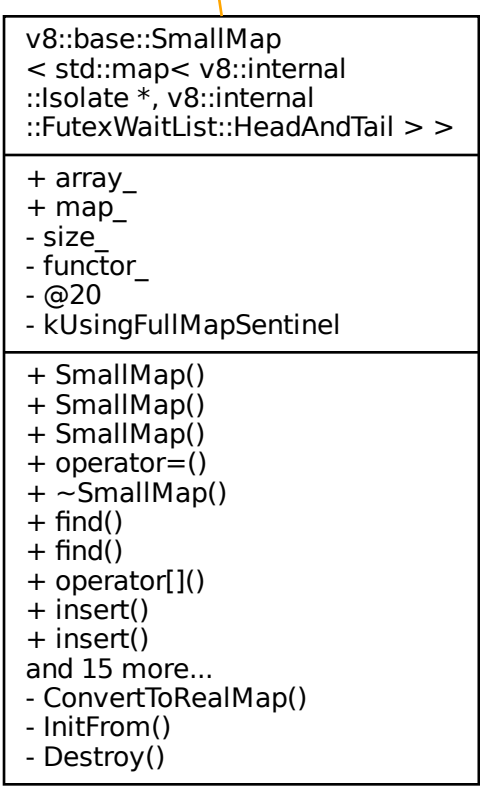 v8::base::SmallMap
< std::map< v8::internal
::Isolate *, v8::internal
::FutexWaitList::HeadAndTail > >
+ array_
+ map_
- size_
- functor_
- @20
- kUsingFullMapSentinel
+ SmallMap()
+ SmallMap()
+ SmallMap()
+ operator=()
+ ~SmallMap()
+ find()
+ find()
+ operator[]()
+ insert()
+ insert()
and 15 more...
- ConvertToRealMap()
- InitFrom()
- Destroy()